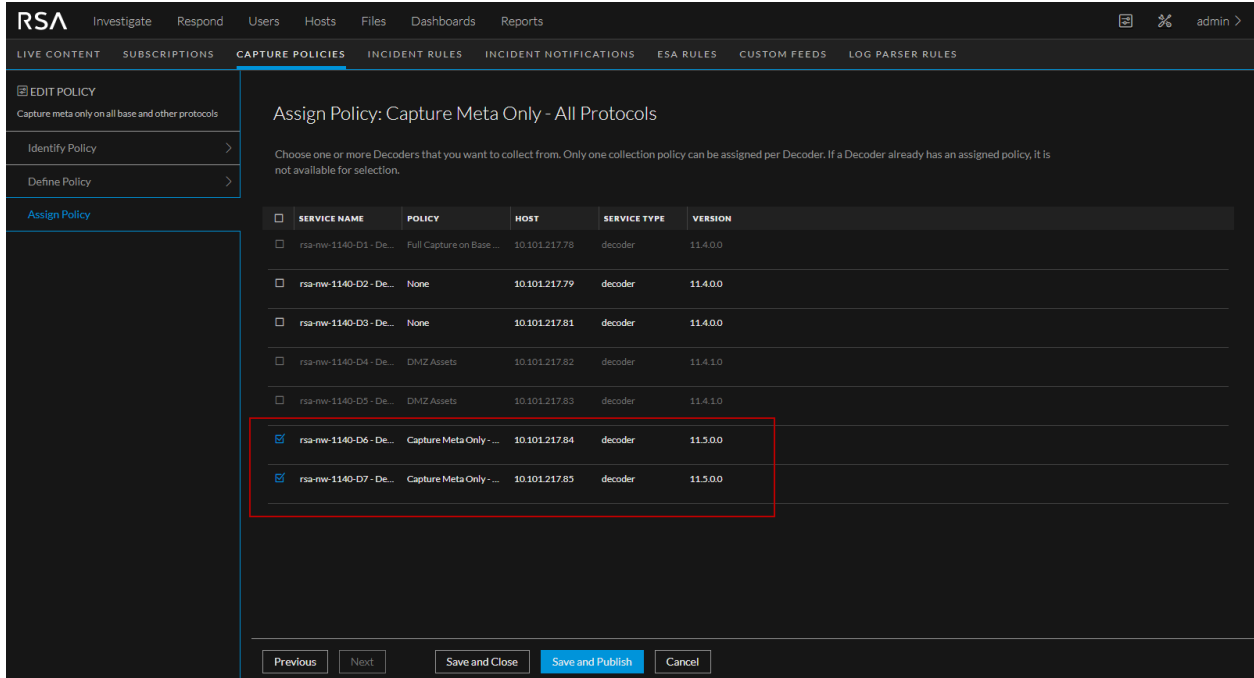 RSA Investigate Respond Users Hosts Files Dashboards Reports admin >
LIVE CONTENT SUBSCRIPTIONS CAPTURE POLICIES INCIDENT RULES INCIDENT NOTIFICATIONS ESA RULES CUSTOM FEEDS LOG PARSER RULES
EDIT POLICY
Capture meta only on all base and other protocols
Identify Policy
Define Policy
Assign Policy
Assign Policy: Capture Meta Only - All Protocols
Choose one or more Decoders that you want to collect from. Only one collection policy can be assigned per Decoder. If a Decoder already has an assigned policy, it is
not available for selection.
SERVICE NAME POLICY HOST SERVICE TYPE VERSION
rsa-nw-1140-D1 - De... Full Capture on Base ... 10.101.217.78 decoder 11.4.0.0
rsa-nw-1140-D2 - De... None 10.101.217.79 decoder 11.4.0.0
rsa-nw-1140-D3 - De... None 10.101.217.81 decoder 11.4.0.0
rsa-nw-1140-D4 - De... DMZ Assets 10.101.217.82 decoder 11.4.1.0
rsa-nw-1140-D5 - De... DMZ Assets 10.101.217.83 decoder 11.4.1.0
rsa-nw-1140-D6 - De... Capture Meta Only - ... 10.101.217.84 decoder 11.5.0.0
rsa-nw-1140-D7 - De... Capture Meta Only - ... 10.101.217.85 decoder 11.5.0.0
Previous Next Save and Close Save and Publish Cancel